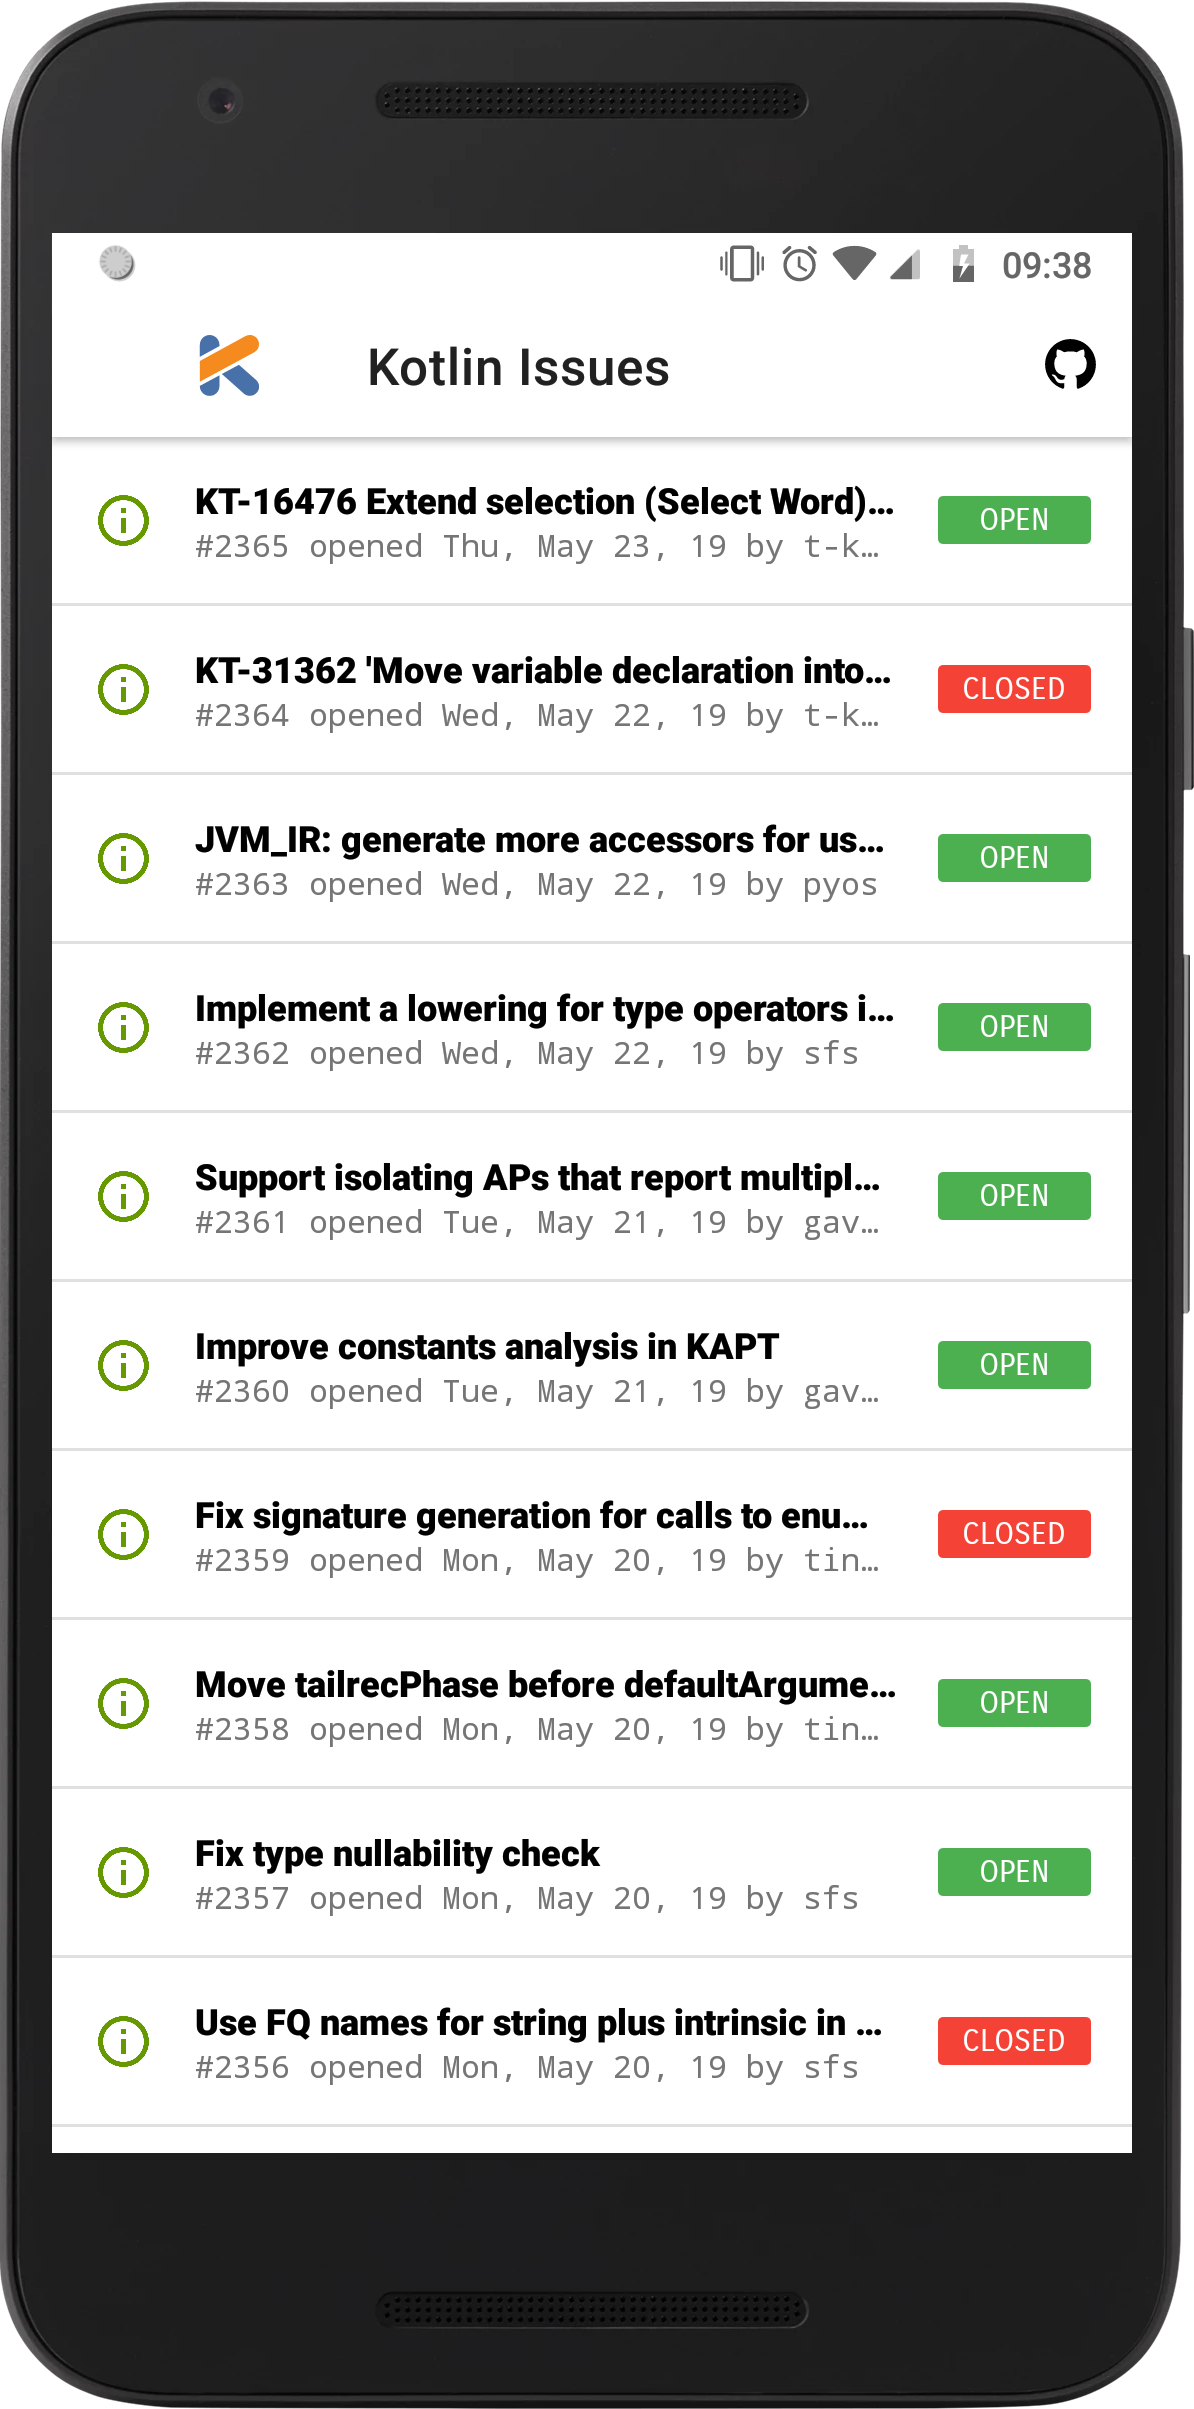 09:38
Kotlin Issues
KT-16476 Extend selection (Select Word)...
#2365 opened Thu, May 23, 19 by t-k…
OPEN
KT-31362 'Move variable declaration into...
#2364 opened Wed, May 22, 19 by t-k…
CLOSED
JVM_IR: generate more accessors for us...
#2363 opened Wed, May 22, 19 by pyos
OPEN
Implement a lowering for type operators i...
#2362 opened Wed, May 22, 19 by sfs
OPEN
Support isolating APs that report multipl...
#2361 opened Tue, May 21, 19 by gav…
OPEN
Improve constants analysis in KAPT
#2360 opened Tue, May 21, 19 by gav…
OPEN
Fix signature generation for calls to enu...
#2359 opened Mon, May 20, 19 by tin…
CLOSED
Move tailrecPhase before defaultArgume...
#2358 opened Mon, May 20, 19 by tin…
OPEN
Fix type nullability check
#2357 opened Mon, May 20, 19 by sfs
OPEN
Use FQ names for string plus intrinsic in ...
#2356 opened Mon, May 20, 19 by sfs
CLOSED